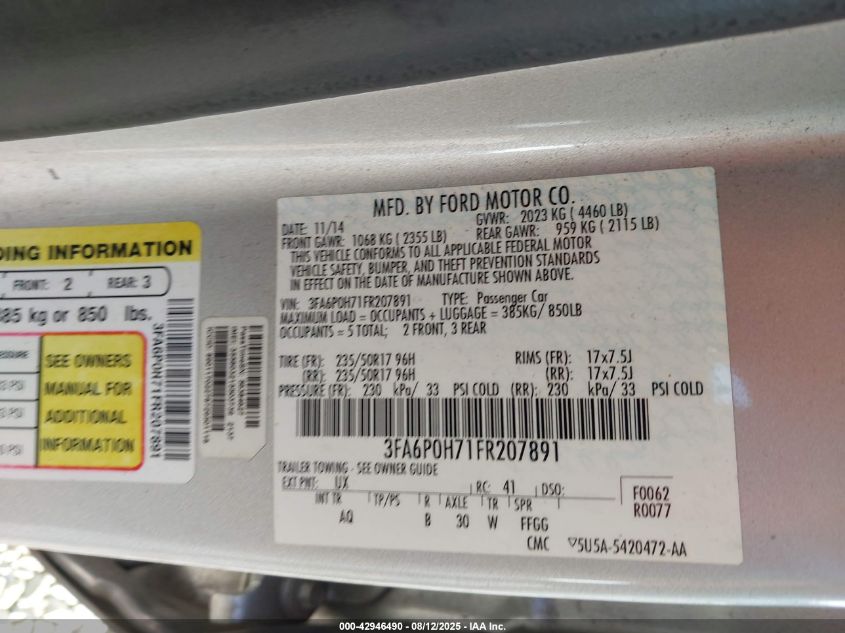 MFD. BY FORD MOTOR CO.
DATE: 11/14 GVWR: 2023 KG ( 4460 LB)
FRONT GAWR: 1068 KG ( 2355 LB) REAR GAWR: 959 KG ( 2115 LB)
THIS VEHICLE CONFORMS TO ALL APPLICABLE FEDERAL MOTOR
VEHICLE SAFETY, BUMPER, AND THEFT PREVENTION STANDARDS
IN EFFECT ON THE DATE OF MANUFACTURE SHOWN ABOVE.
VIN: 3FA6P0H71FR207891 TYPE: Passenger Car
MAXIMUM LOAD = OCCUPANTS + LUGGAGE = 385KG/ 850LB
OCCUPANTS = 5 TOTAL; 2 FRONT, 3 REAR
TIRE (FR): 235/50R17 96H RIMS (FR): 17x7.5J
(RR): 235/50R17 96H (RR): 17x7.5J
PRESSURE (FR): 230 kPa/ 33 PSI COLD (RR): 230 kPa/ 33 PSI COLD
3FA6P0H71FR207891
TRAILER TOWING - SEE OWNER GUIDE
EXT PNT: UX RC: 41 DSO:
INT TR TP/PS R AXLE TR SPR
AQ B 30 W FFGG
F0062
R0077
CMC 5U5A-5420472-AA
DING INFORMATION
FRONT: 2 REAR: 3
385 kg or 850 lbs.
SEE OWNERS
MANUAL FOR
ADDITIONAL
INFORMATION
3FA6P0H71FR207891
000-42946490 - 08/12/2025 - IAA Inc.